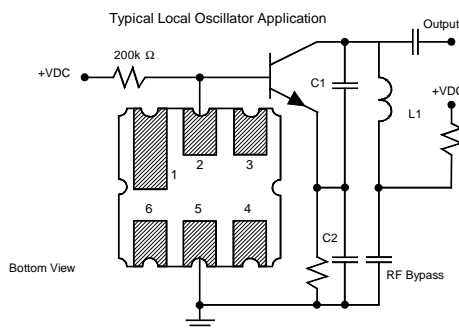 Typical Local Oscillator Application
Output
200k Ω
+VDC
C1
+VDC
L1
2
3
1
6
5
4
C2
Bottom View
RF Bypass